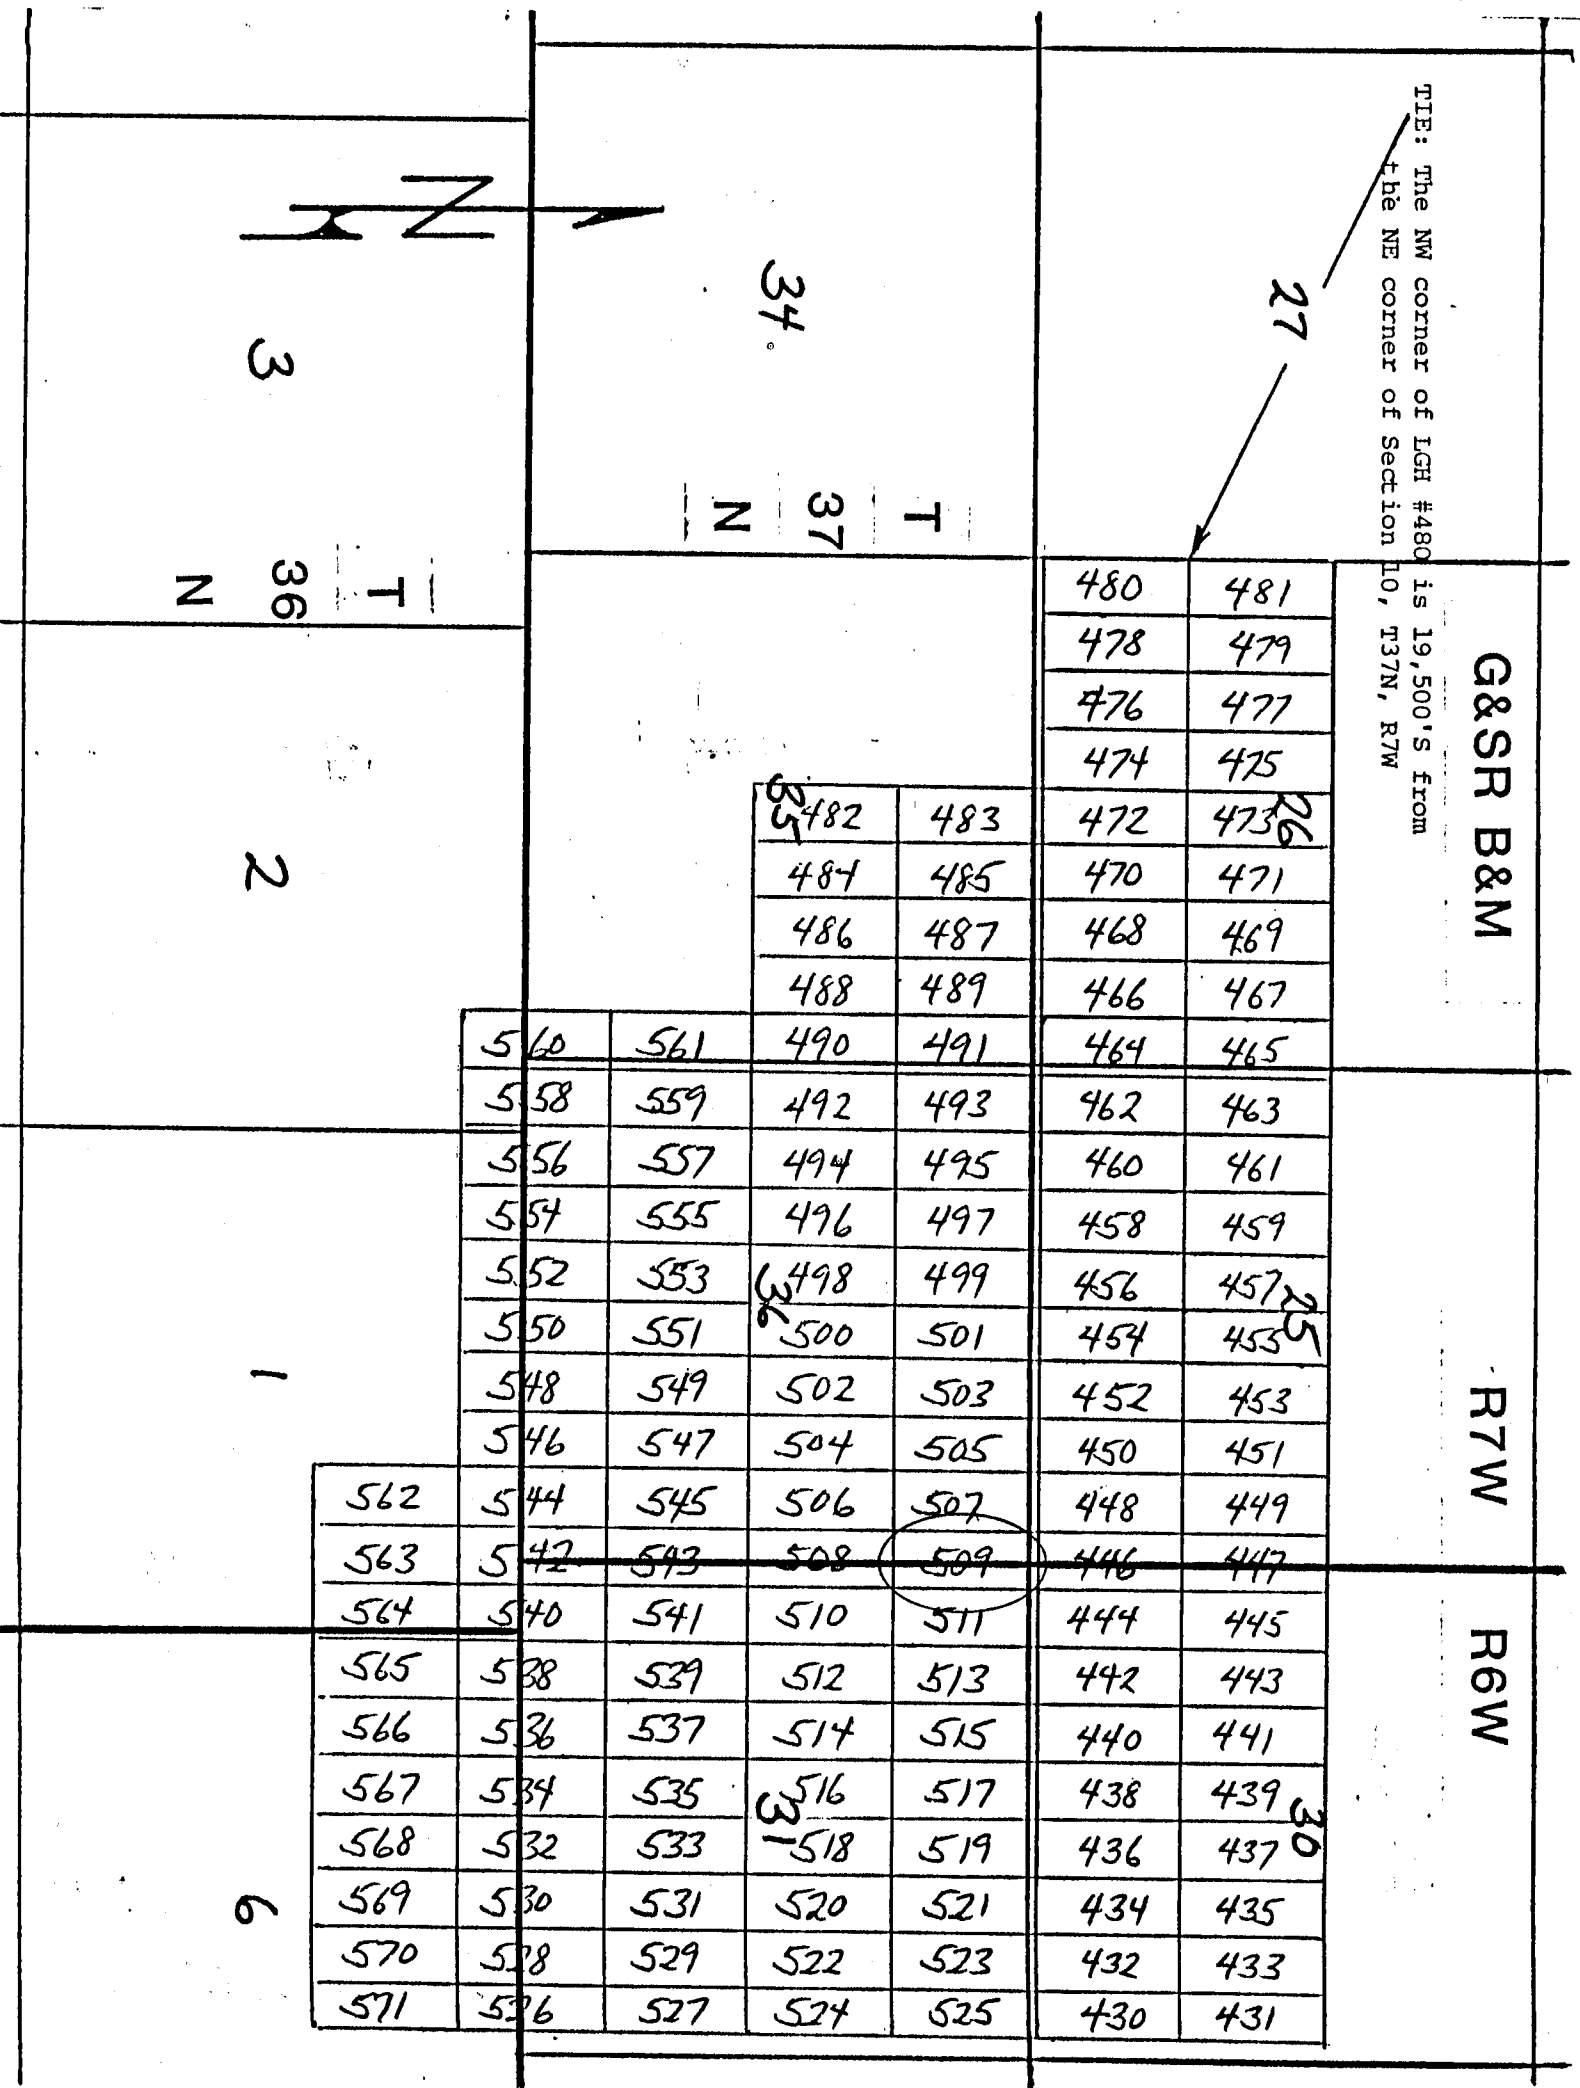 TIE: The NW corner of LGH #480 is 19,500'S from
the NE corner of Section 10, T37N, R7W
G&SR B&M
R7W
R6W
27
34
T
37
N
N
3
T
36
N
2
1
6
26
25
30
35
36
31
480 481
478 479
476 477
474 475
482 483 472 473
484 485 470 471
486 487 468 469
488 489 466 467
560 561 490 491 464 465
558 559 492 493 462 463
556 557 494 495 460 461
554 555 496 497 458 459
552 553 498 499 456 457
550 551 500 501 454 455
548 549 502 503 452 453
546 547 504 505 450 451
562 544 545 506 507 448 449
563 542 543 508 509 446 447
564 540 541 510 511 444 445
565 538 539 512 513 442 443
566 536 537 514 515 440 441
567 534 535 516 517 438 439
568 532 533 518 519 436 437
569 530 531 520 521 434 435
570 528 529 522 523 432 433
571 526 527 524 525 430 431